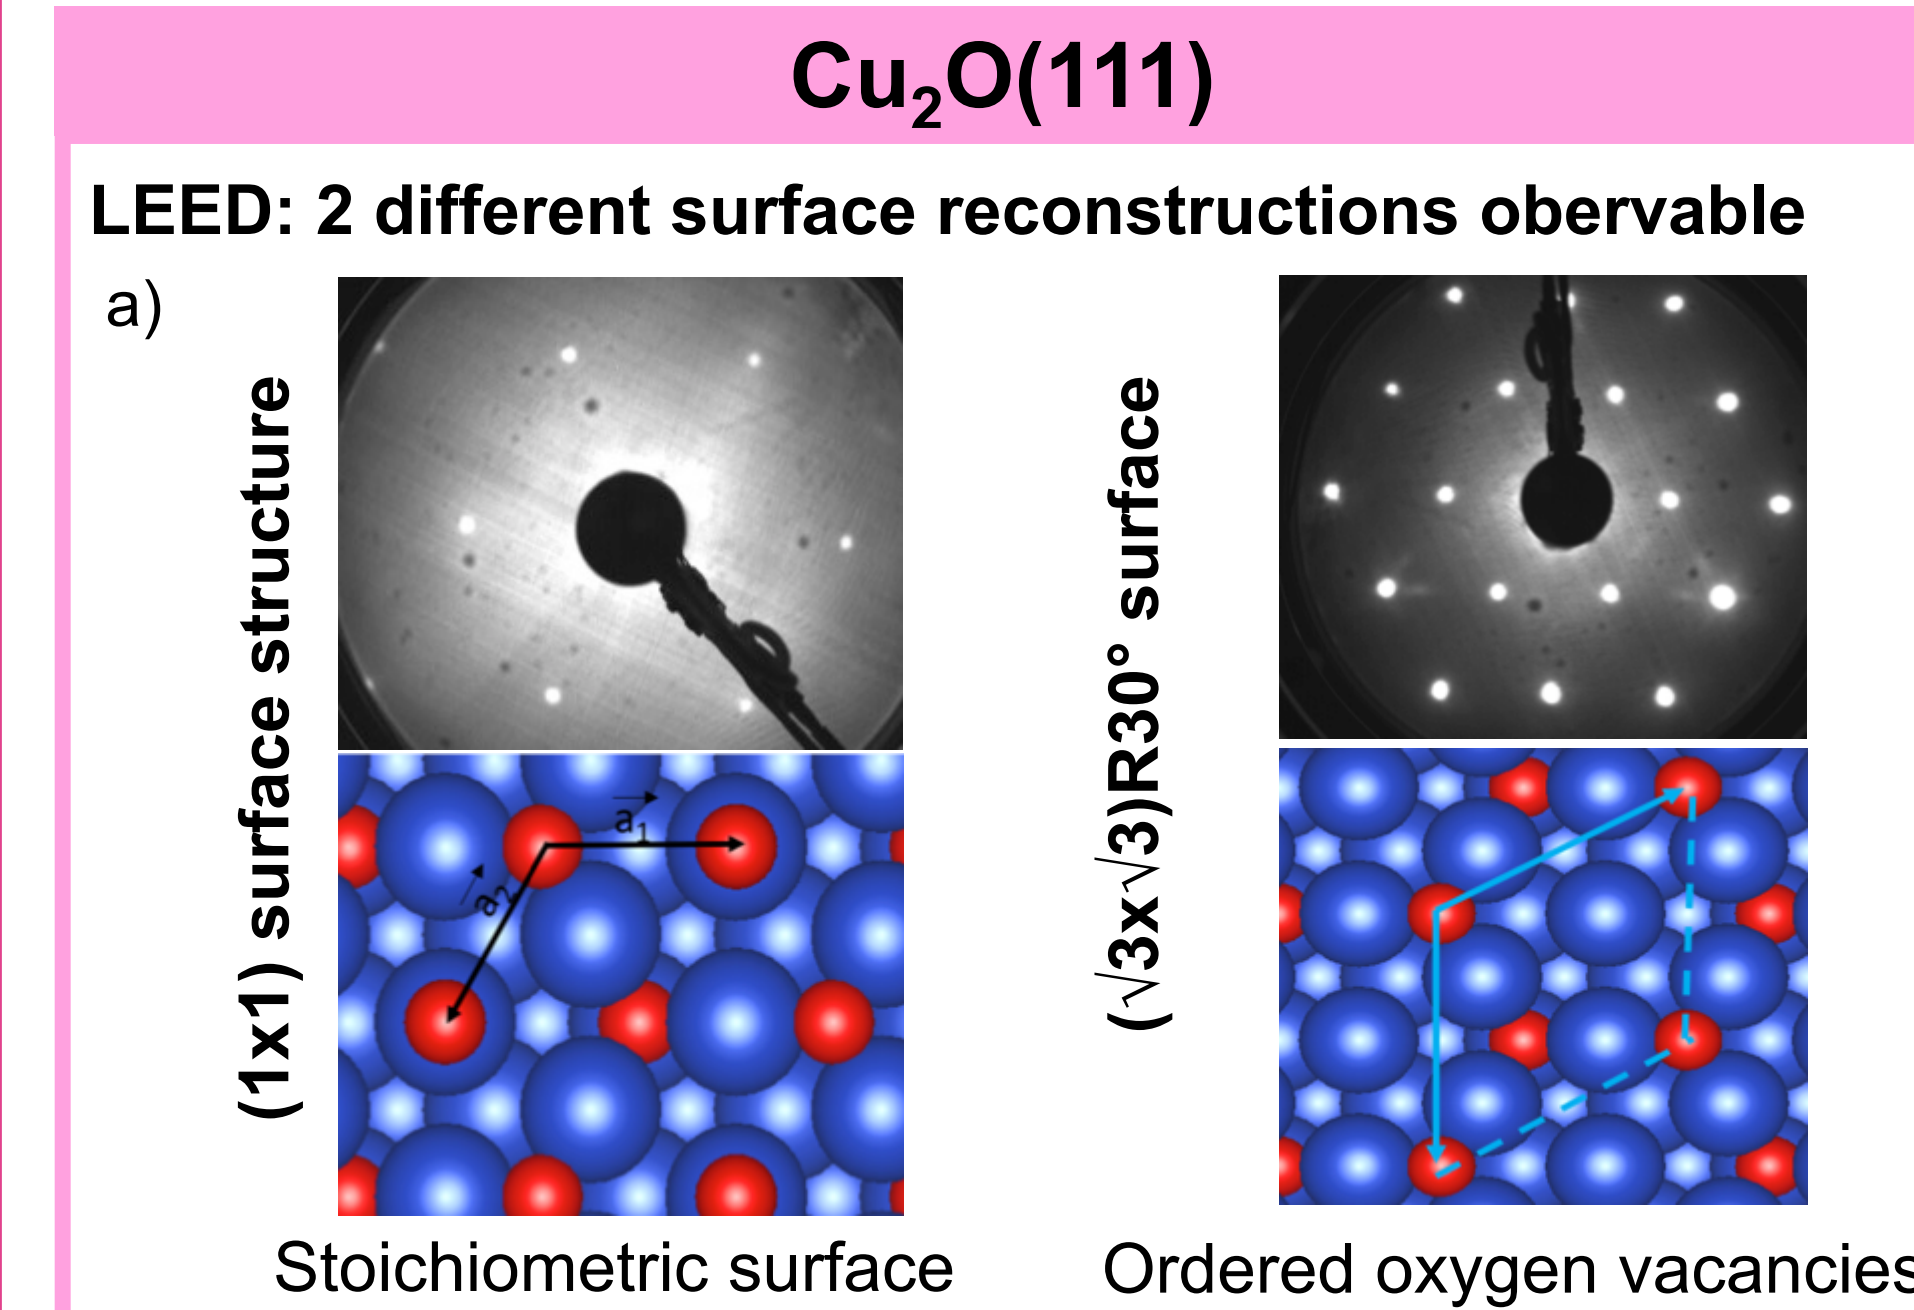 Cu₂O(111)
LEED: 2 different surface reconstructions obervable
a)
(1x1) surface structure
a₁
a₂
(√3x√3)R30° surface
Stoichiometric surface
Ordered oxygen vacancies